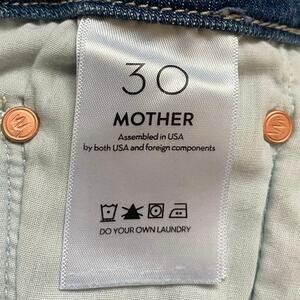 30
MOTHER
Assembled in USA
by both USA and foreign components
DO YOUR OWN LAUNDRY